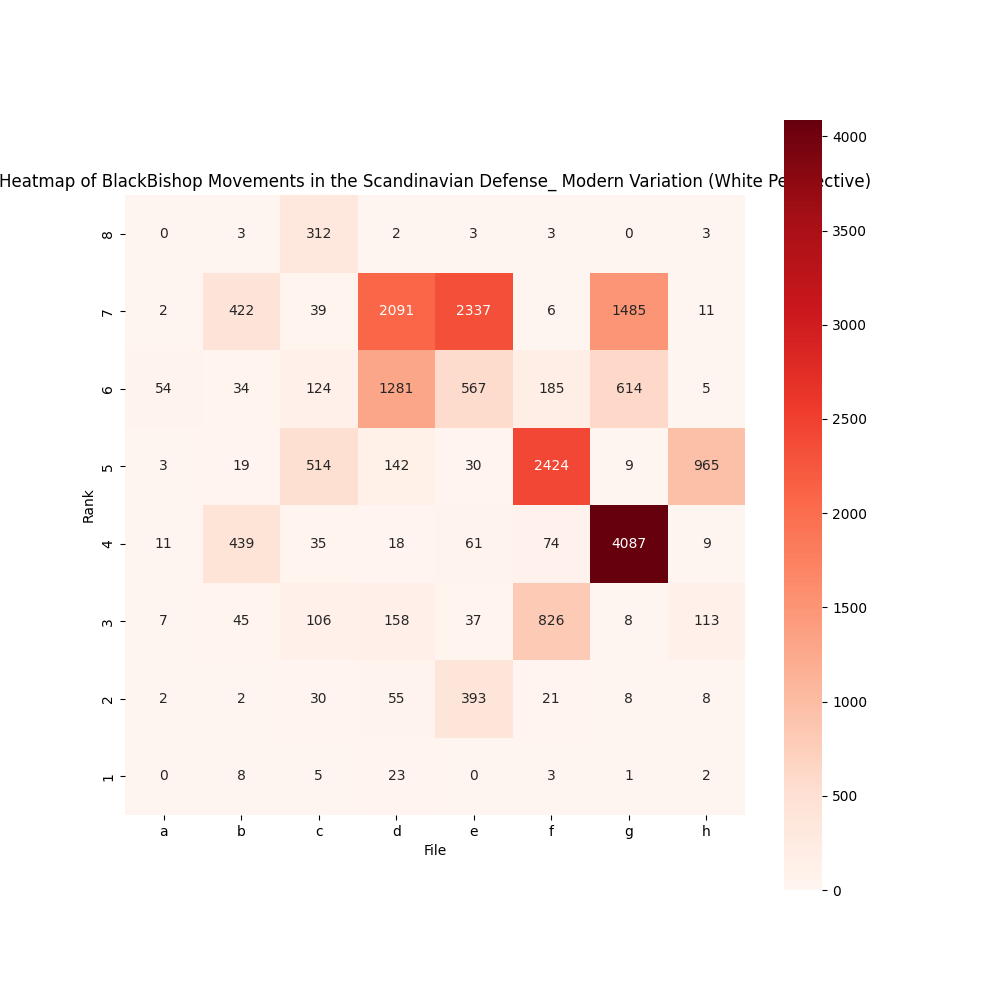 Heatmap of BlackBishop Movements in the Scandinavian Defense_ Modern Variation (White Pe ective)
8 0 3 312 2 3 3 0 3
7 2 422 39 2091 2337 6 1485 11
6 54 34 124 1281 567 185 614 5
5 3 19 514 142 30 2424 9 965
4 11 439 35 18 61 74 4087 9
3 7 45 106 158 37 826 8 113
2 2 2 30 55 393 21 8 8
1 0 8 5 23 0 3 1 2
a b c d e f g h
Rank
File
4000
3500
3000
2500
2000
1500
1000
500
0